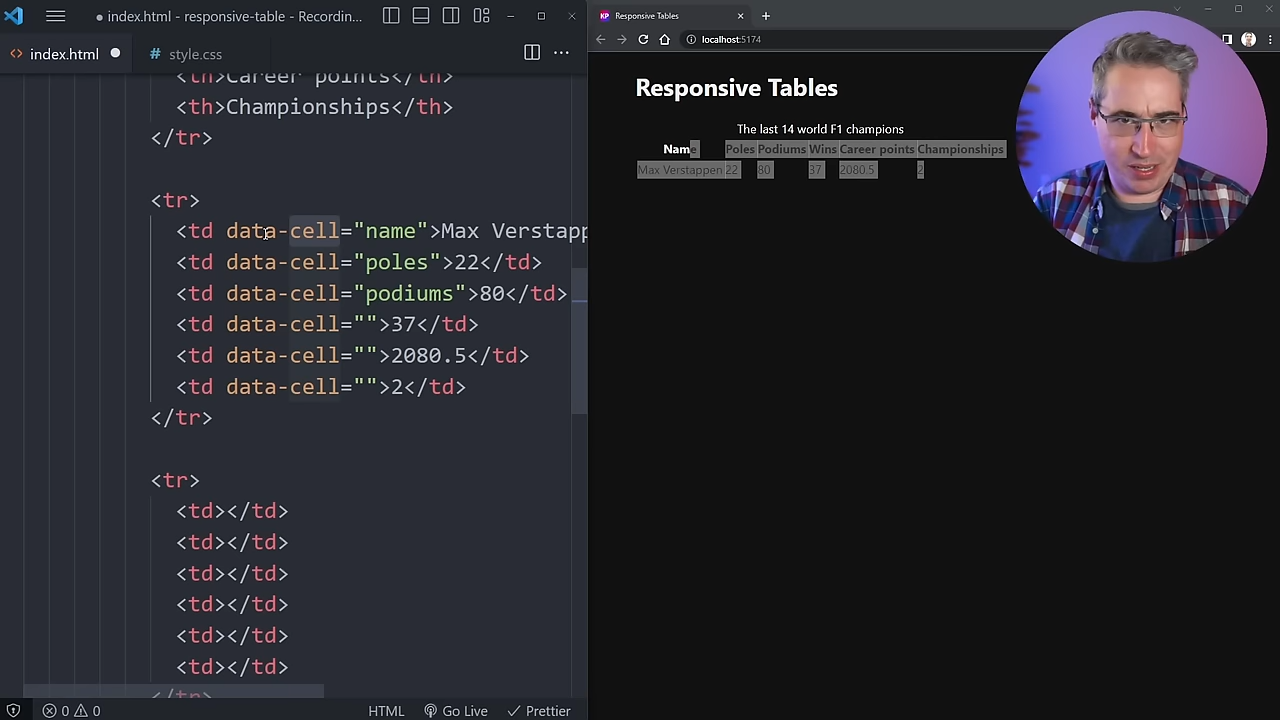 index.html - responsive-table - Recordin...
index.html
# style.css
<th>Career points</th>
<th>Championships</th>
</tr>
<tr>
<td data-cell="name">Max Verstapp
<td data-cell="poles">22</td>
<td data-cell="podiums">80</td>
<td data-cell="">37</td>
<td data-cell="">2080.5</td>
<td data-cell="">2</td>
</tr>
<tr>
<td></td>
<td></td>
<td></td>
<td></td>
<td></td>
<td></td>
</tr>
0 0 HTML Go Live Prettier
KP Responsive Tables
localhost:5174
Responsive Tables
The last 14 world F1 champions
Name Poles Podiums Wins Career points Championships
Max Verstappen 22 80 37 2080.5 2